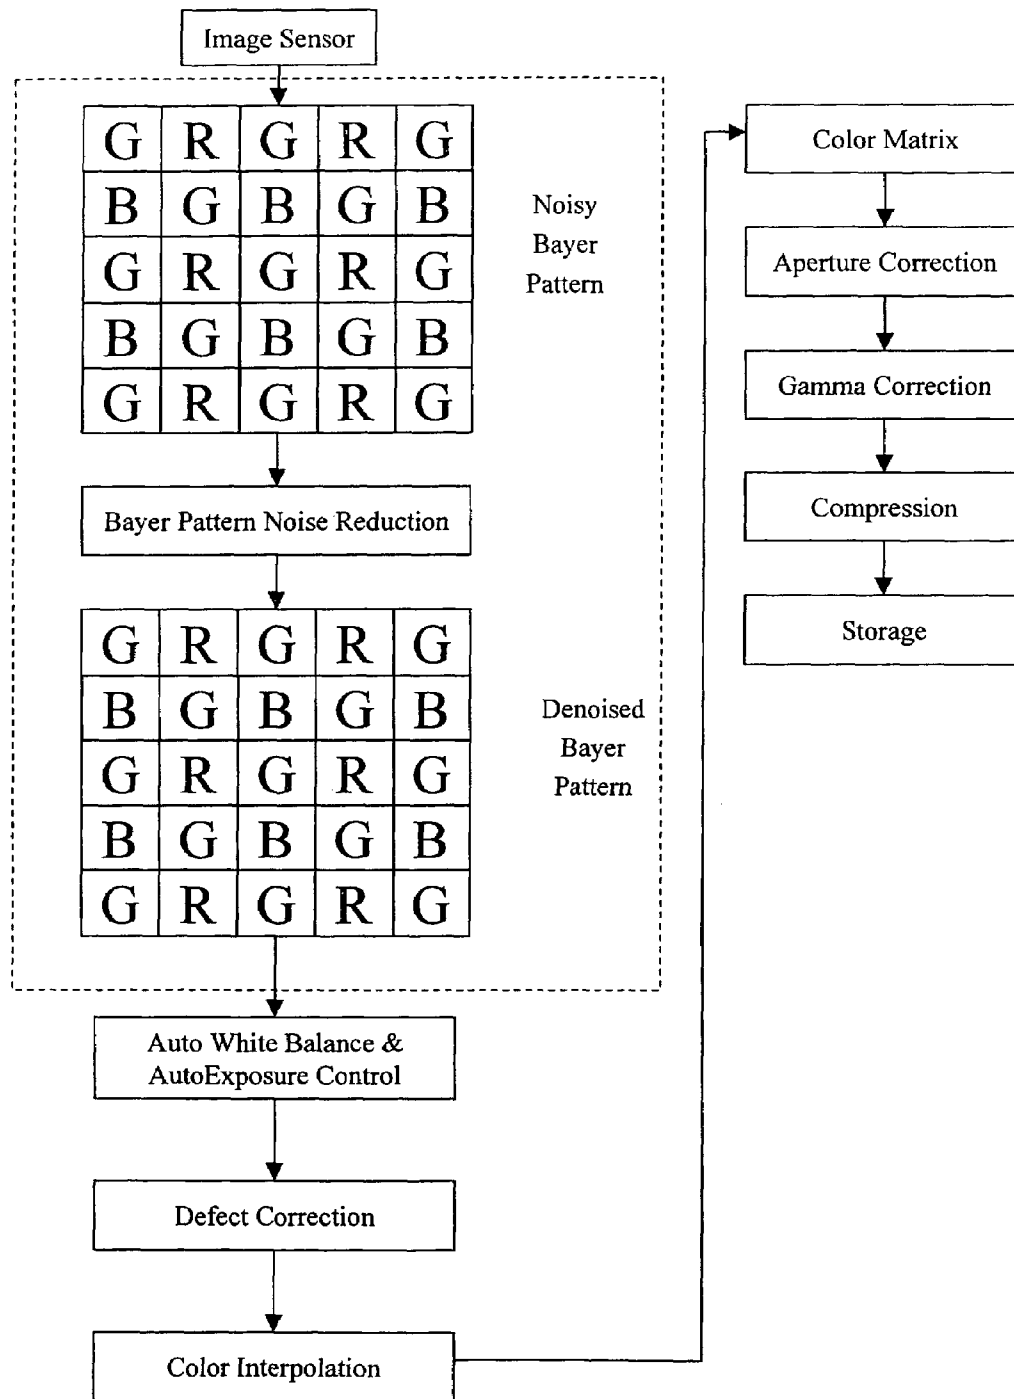 Image Sensor
G R G R G
B G B G B
G R G R G
B G B G B
G R G R G
Noisy
Bayer
Pattern
Bayer Pattern Noise Reduction
G R G R G
B G B G B
G R G R G
B G B G B
G R G R G
Denoised
Bayer
Pattern
Auto White Balance &
AutoExposure Control
Defect Correction
Color Interpolation
Color Matrix
Aperture Correction
Gamma Correction
Compression
Storage